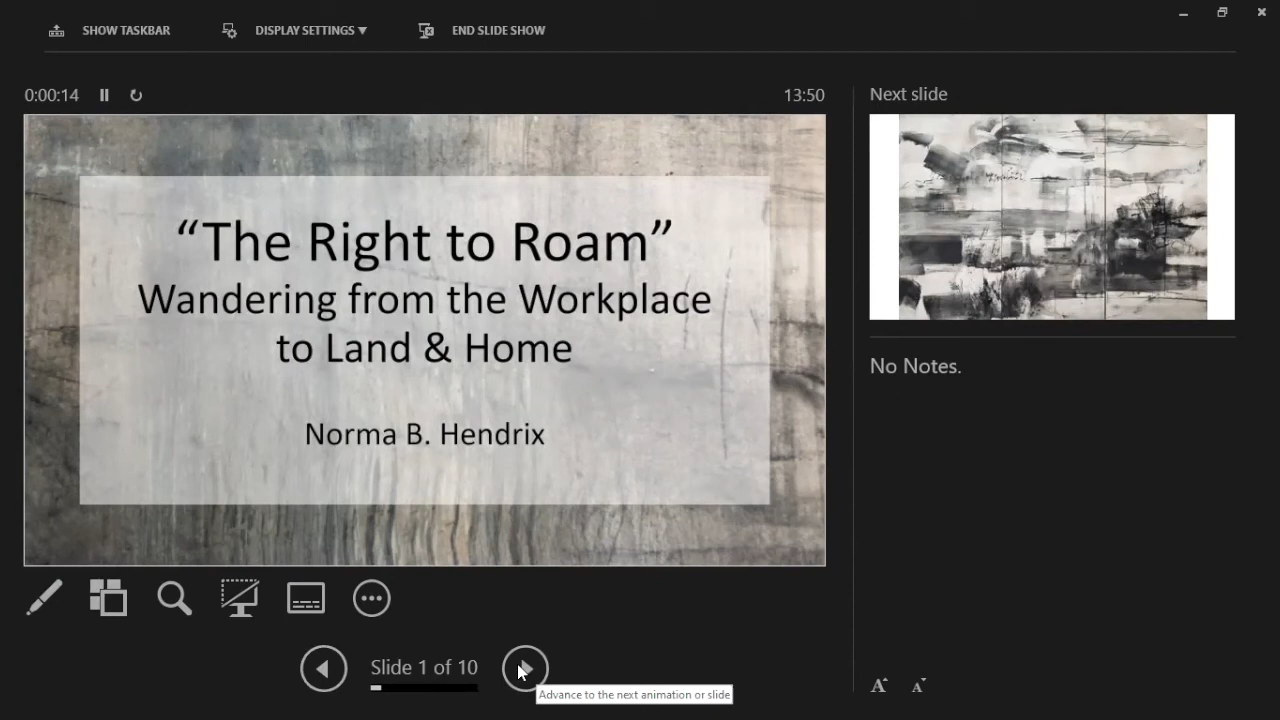 SHOW TASKBAR
DISPLAY SETTINGS ▼
END SLIDE SHOW
0:00:14
13:50
Next slide
“The Right to Roam”
Wandering from the Workplace
to Land & Home
Norma B. Hendrix
No Notes.
Slide 1 of 10
Advance to the next animation or slide
A A